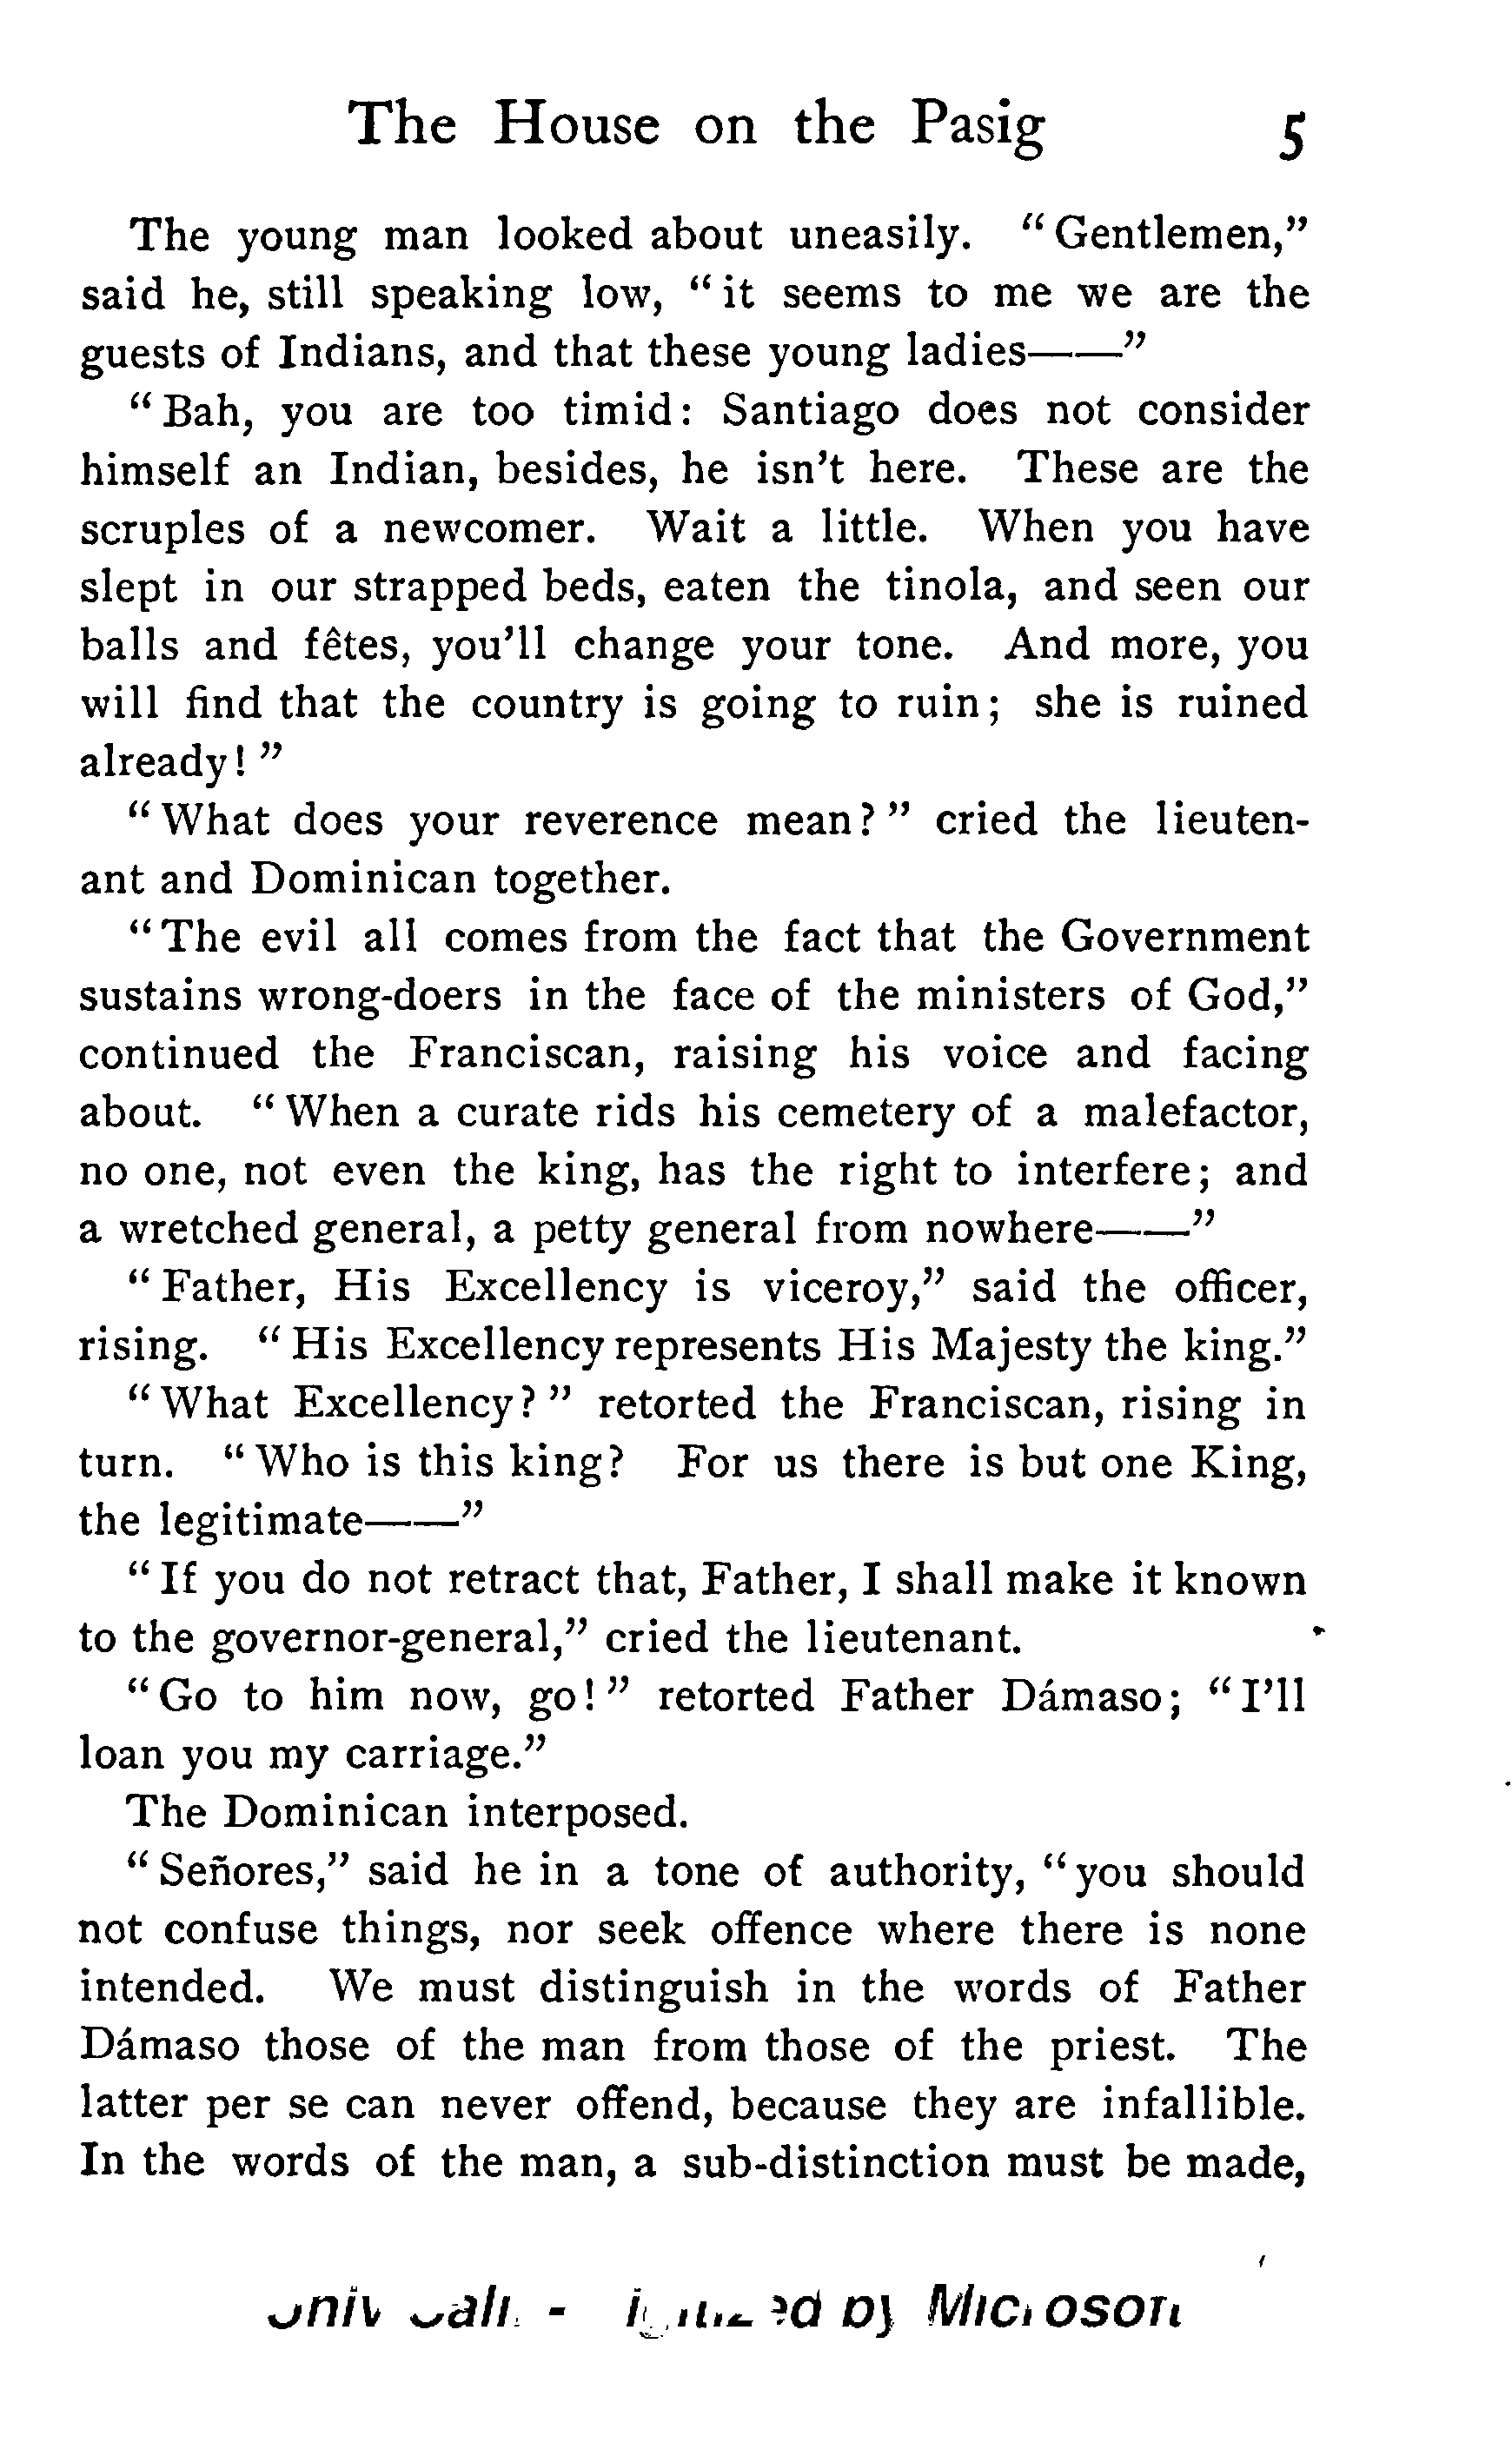 The House on the Pasig 5
The young man looked about uneasily. "Gentlemen,"
said he, still speaking low, "it seems to me we are the
guests of Indians, and that these young ladies——"
"Bah, you are too timid: Santiago does not consider
himself an Indian, besides, he isn't here. These are the
scruples of a newcomer. Wait a little. When you have
slept in our strapped beds, eaten the tinola, and seen our
balls and fêtes, you'll change your tone. And more, you
will find that the country is going to ruin; she is ruined
already!"
"What does your reverence mean?" cried the lieuten-
ant and Dominican together.
"The evil all comes from the fact that the Government
sustains wrong-doers in the face of the ministers of God,"
continued the Franciscan, raising his voice and facing
about. "When a curate rids his cemetery of a malefactor,
no one, not even the king, has the right to interfere; and
a wretched general, a petty general from nowhere——"
"Father, His Excellency is viceroy," said the officer,
rising. "His Excellency represents His Majesty the king."
"What Excellency?" retorted the Franciscan, rising in
turn. "Who is this king? For us there is but one King,
the legitimate——"
"If you do not retract that, Father, I shall make it known
to the governor-general," cried the lieutenant.
"Go to him now, go!" retorted Father Dámaso; "I'll
loan you my carriage."
The Dominican interposed.
"Señores," said he in a tone of authority, "you should
not confuse things, nor seek offence where there is none
intended. We must distinguish in the words of Father
Dámaso those of the man from those of the priest. The
latter per se can never offend, because they are infallible.
In the words of the man, a sub-distinction must be made,